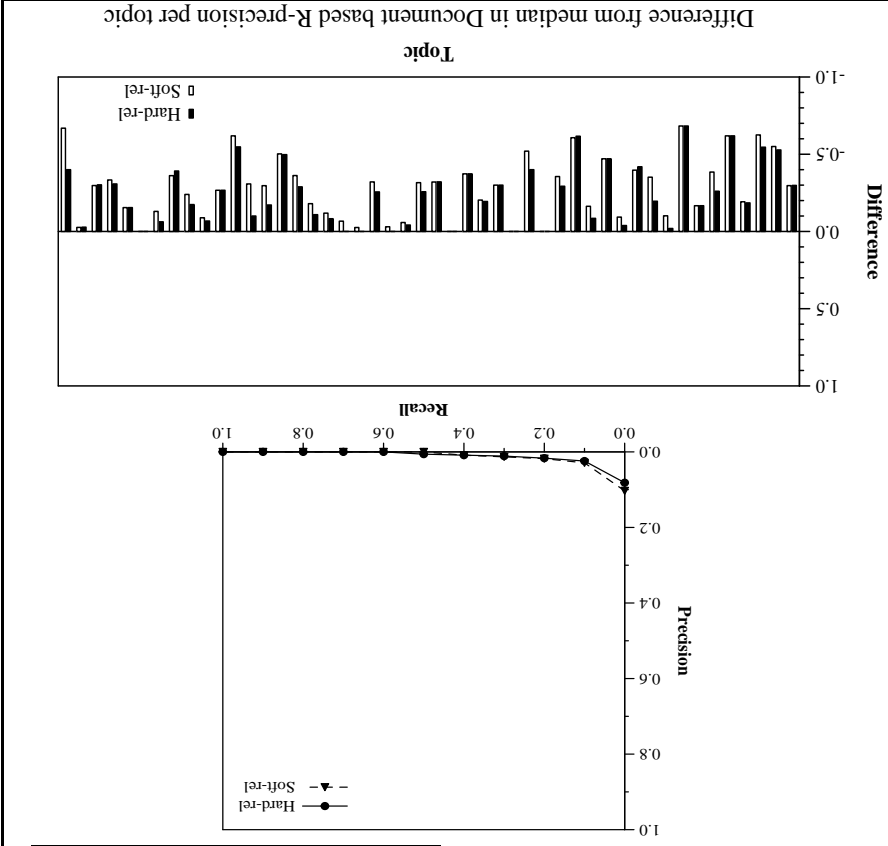 1.0
Hard-rel
Soft-rel
0.8
0.6
Precision
0.4
0.2
0.0
0.0 0.2 0.4 0.6 0.8 1.0
Recall
1.0
0.5
Difference
0.0
-0.5
Hard-rel
Soft-rel
-1.0
Topic
Difference from median in Document based R-precision per topic